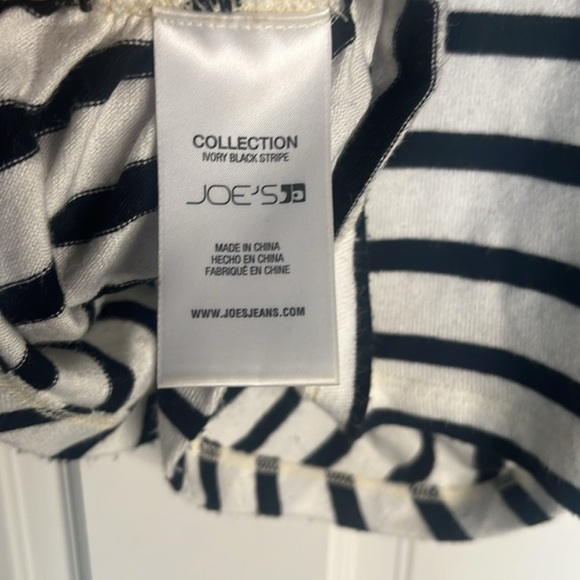 COLLECTION
IVORY BLACK STRIPE
JOE'S
MADE IN CHINA
HECHO EN CHINA
FABRIQUÉ EN CHINE
WWW.JOESJEANS.COM